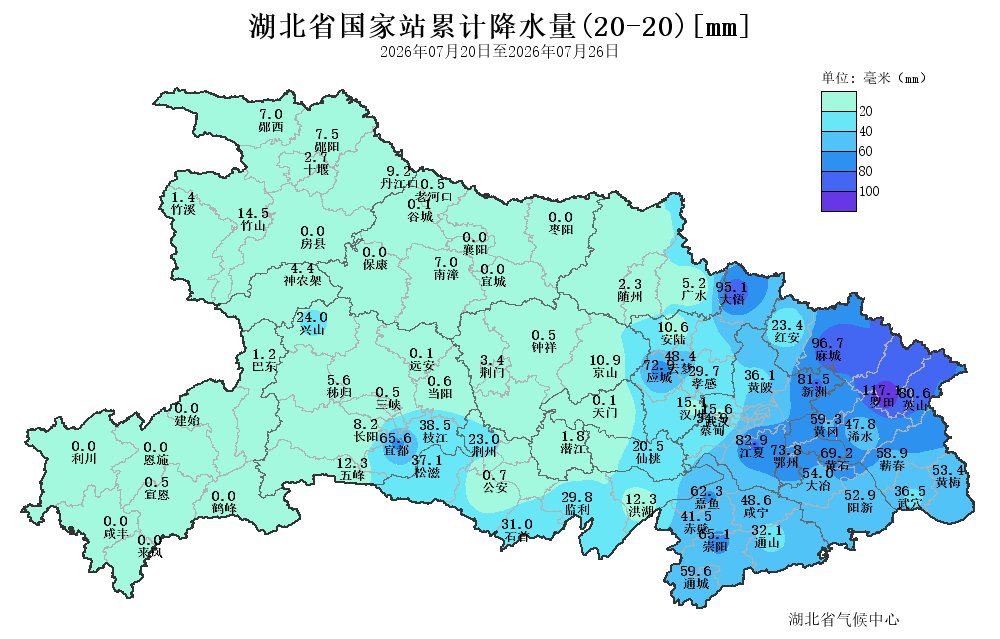 湖北省国家站累计降水量(20-20)[mm]
2026年07月20日至2026年07月26日
单位: 毫米（mm）
20
40
60
80
100
7.0
郧西
7.5
郧阳
2.7
十堰
9.2
丹江口
0.5
老河口
1.4
竹溪
14.5
竹山
0.1
谷城
0.0
枣阳
0.0
房县
0.0
襄阳
0.0
保康
7.0
南漳
0.0
宜城
4.4
神农架
2.3
随州
5.2
广水
95.1
大悟
24.0
兴山
10.6
安陆
23.4
红安
0.5
钟祥
96.7
麻城
1.2
巴东
0.1
远安
3.4
荆门
10.9
京山
72.9
应城
48.4
云梦
29.7
孝感
36.1
黄陂
81.5
新洲
5.6
秭归
0.5
三峡
0.6
当阳
117.1
罗田
80.6
英山
0.0
建始
0.1
天门
15.1
汉川
15.6
武汉
蔡甸
8.2
长阳
65.6
宜都
38.5
枝江
23.0
荆州
1.8
潜江
20.5
仙桃
82.9
江夏
73.8
鄂州
59.3
黄冈
47.8
浠水
0.0
利川
0.0
恩施
12.3
五峰
37.1
松滋
69.2
黄石
58.9
蕲春
0.5
宣恩
0.7
公安
54.0
大冶
53.4
黄梅
0.0
鹤峰
29.8
监利
12.3
洪湖
62.3
嘉鱼
48.6
咸宁
52.9
阳新
36.5
武穴
0.0
咸丰
0.0
来凤
31.0
石首
41.5
赤壁
65.1
崇阳
32.1
通山
59.6
通城
湖北省气候中心